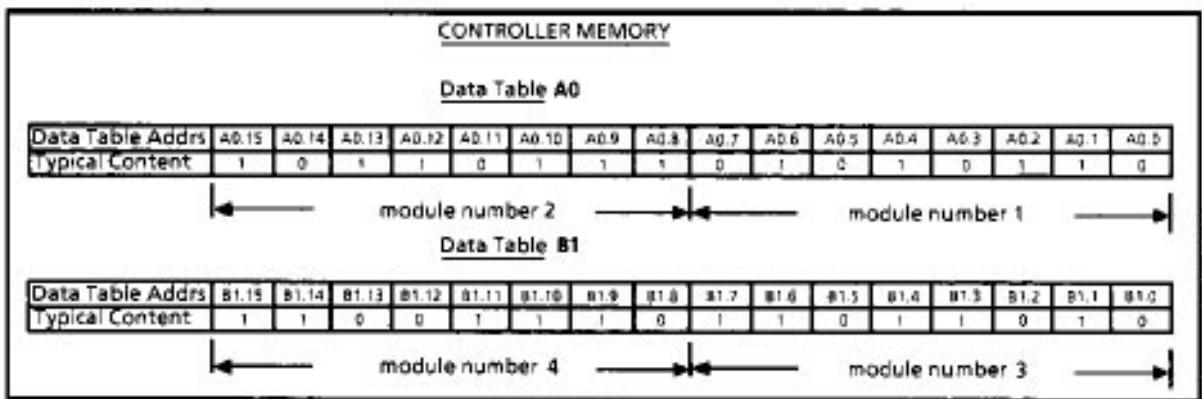 CONTROLLER MEMORY
Data Table A0
Data Table Addrs A0.15 A0.14 A0.13 A0.12 A0.11 A0.10 A0.9 A0.8 A0.7 A0.6 A0.5 A0.4 A0.3 A0.2 A0.1 A0.0
Typical Content 1 0 1 1 0 1 1 1 0 1 0 1 0 1 1 0
module number 2 module number 1
Data Table B1
Data Table Addrs B1.15 B1.14 B1.13 B1.12 B1.11 B1.10 B1.9 B1.8 B1.7 B1.6 B1.5 B1.4 B1.3 B1.2 B1.1 B1.0
Typical Content 1 1 0 0 1 1 1 0 1 1 0 1 1 0 1 0
module number 4 module number 3